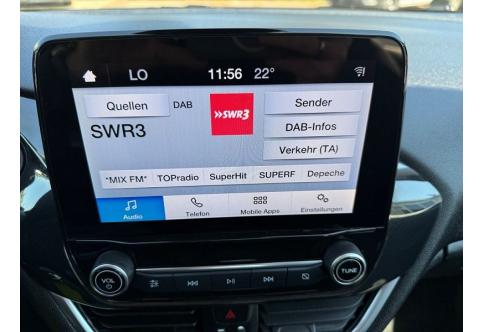 LO 11:56 22°
Quellen DAB SWR3 Sender
SWR3
DAB-Infos
Verkehr (TA)
*MIX FM* TOPradio SuperHit SUPERF Depeche
Audio Telefon Mobile Apps Einstellungen
VOL TUNE